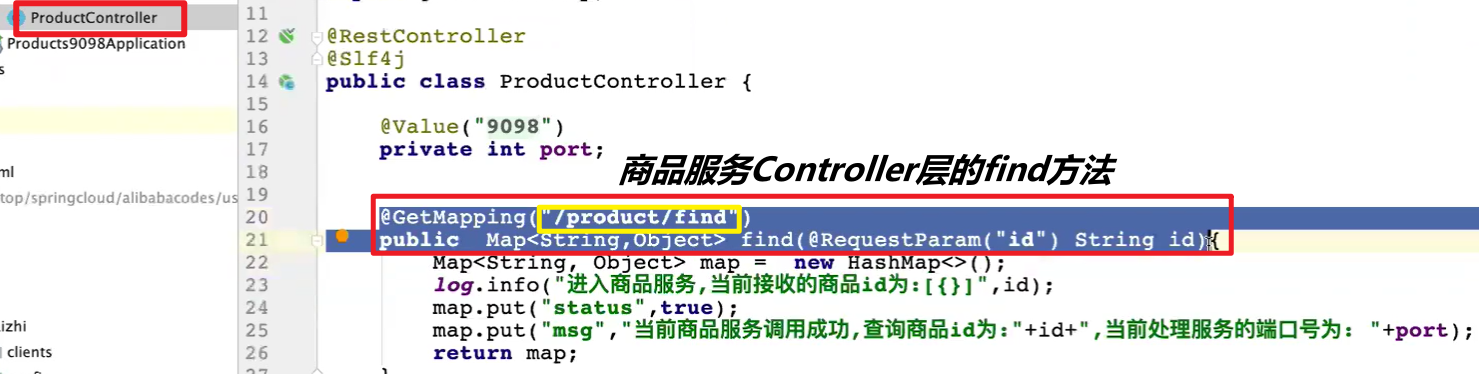 ProductController
Products9098Application
s
ml
top/springcloud/alibabacodes/us
izhi
clients
11
12 @RestController
13 @Slf4j
14 public class ProductController {
15
16 @Value("9098")
17 private int port;
18
商品服务Controller层的find方法
19
20 @GetMapping("/product/find")
21 public Map<String,Object> find(@RequestParam("id") String id){
22 Map<String, Object> map = new HashMap<>();
23 log.info("进入商品服务,当前接收的商品id为:[{}]",id);
24 map.put("status",true);
25 map.put("msg","当前商品服务调用成功,查询商品id为:"+id+",当前处理服务的端口号为: "+port);
26 return map;
27 }